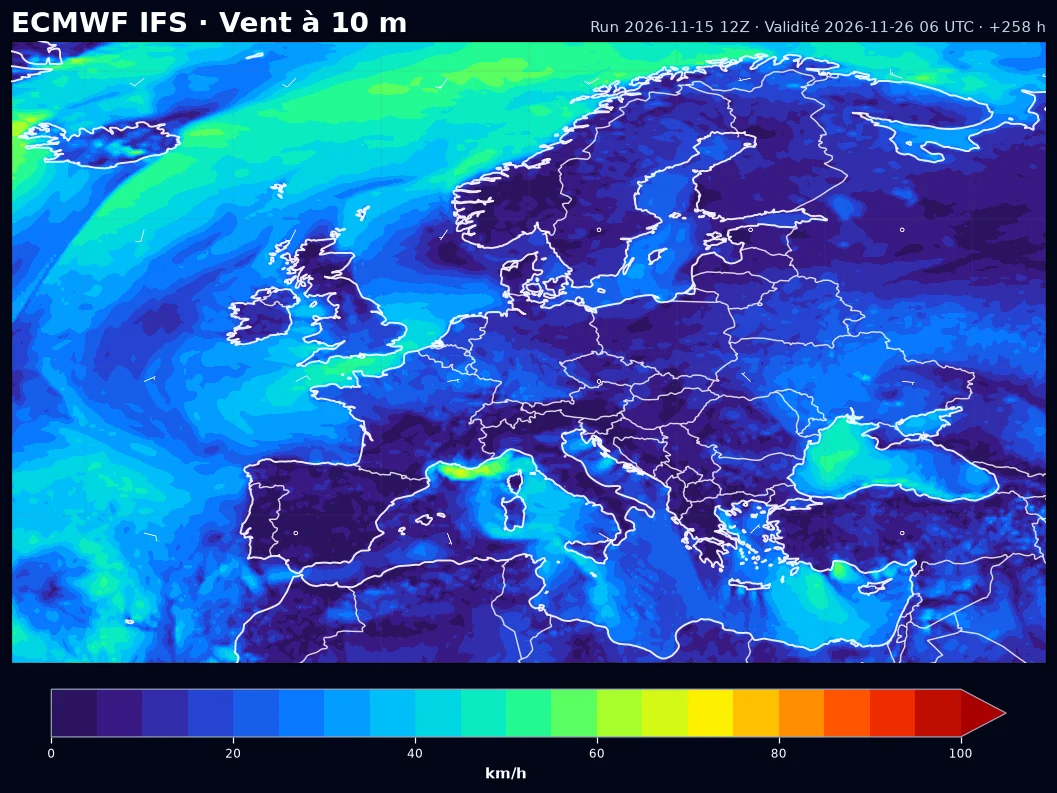 ECMWF IFS · Vent à 10 m
Run 2026-11-15 12Z · Validité 2026-11-26 06 UTC · +258 h
0 20 40 60 80 100
km/h